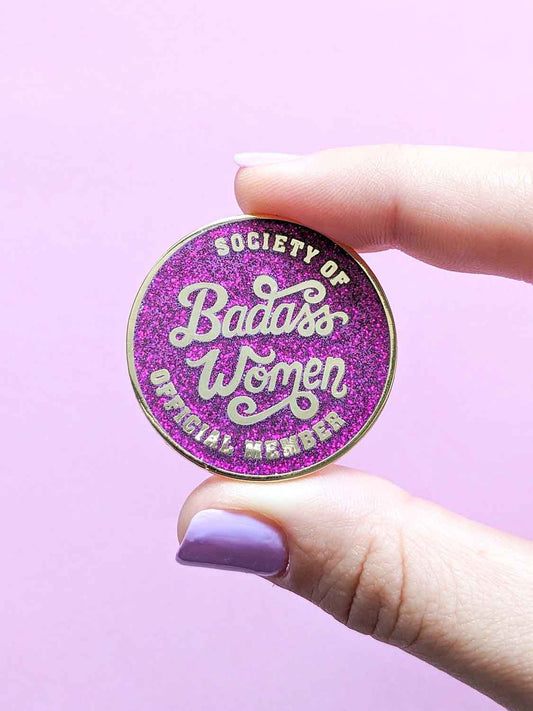 SOCIETY OF
Badass
Women
OFFICIAL MEMBER